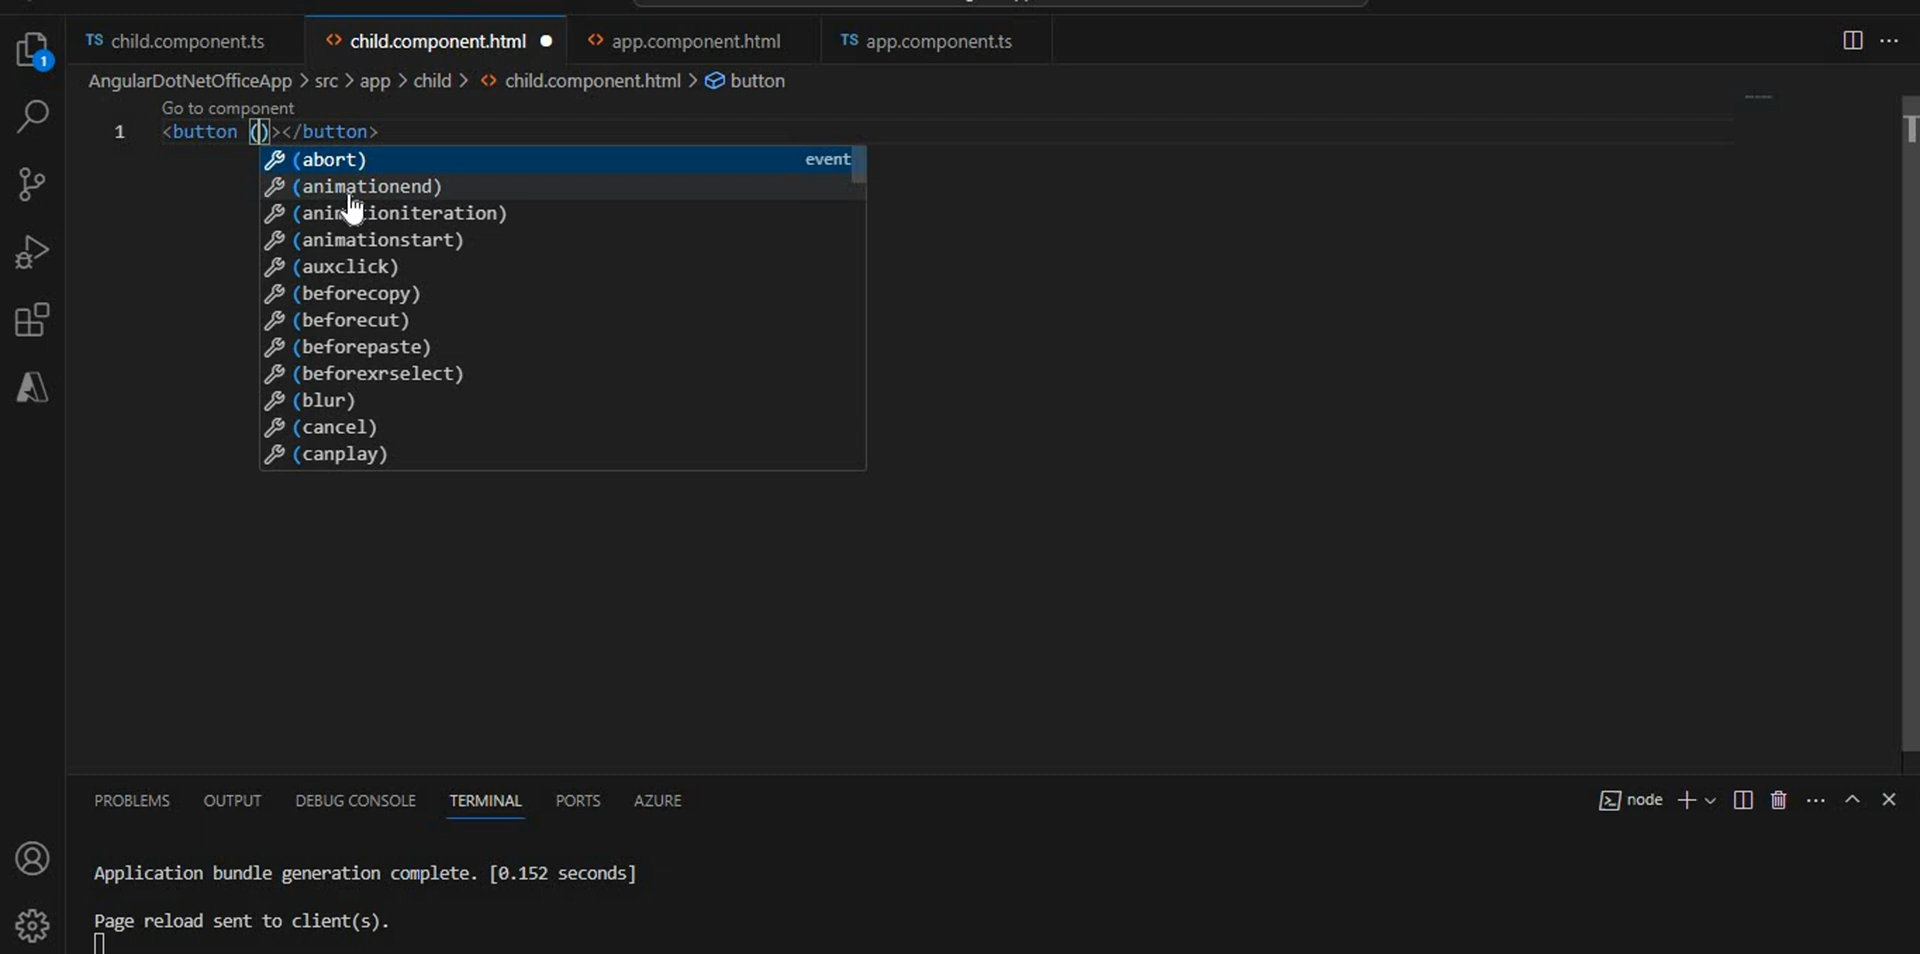 TS child.component.ts
<> child.component.html
<> app.component.html
TS app.component.ts
1
AngularDotNetOfficeApp > src > app > child > <> child.component.html > button
Go to component
1 <button ()></button>
(abort) event
(animationend)
(animationiteration)
(animationstart)
(auxclick)
(beforecopy)
(beforecut)
(beforepaste)
(beforexrselect)
(blur)
(cancel)
(canplay)
PROBLEMS OUTPUT DEBUG CONSOLE TERMINAL PORTS AZURE
node
Application bundle generation complete. [0.152 seconds]
Page reload sent to client(s).